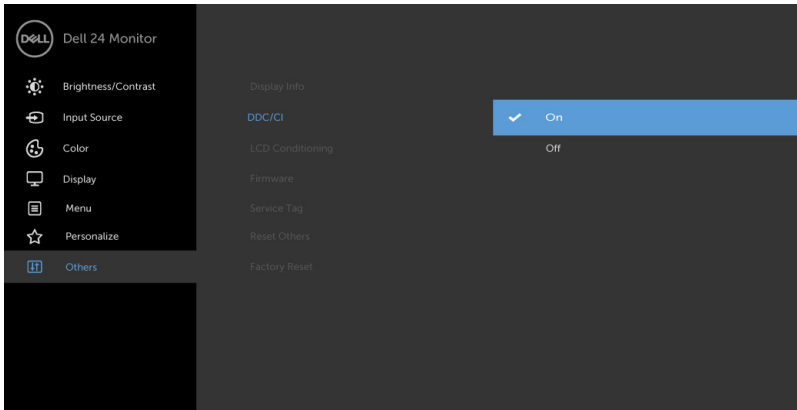 DELL
Dell 24 Monitor
Brightness/Contrast
Input Source
Color
Display
Menu
Personalize
Others
Display Info
DDC/CI
LCD Conditioning
Firmware
Service Tag
Reset Others
Factory Reset
On
Off